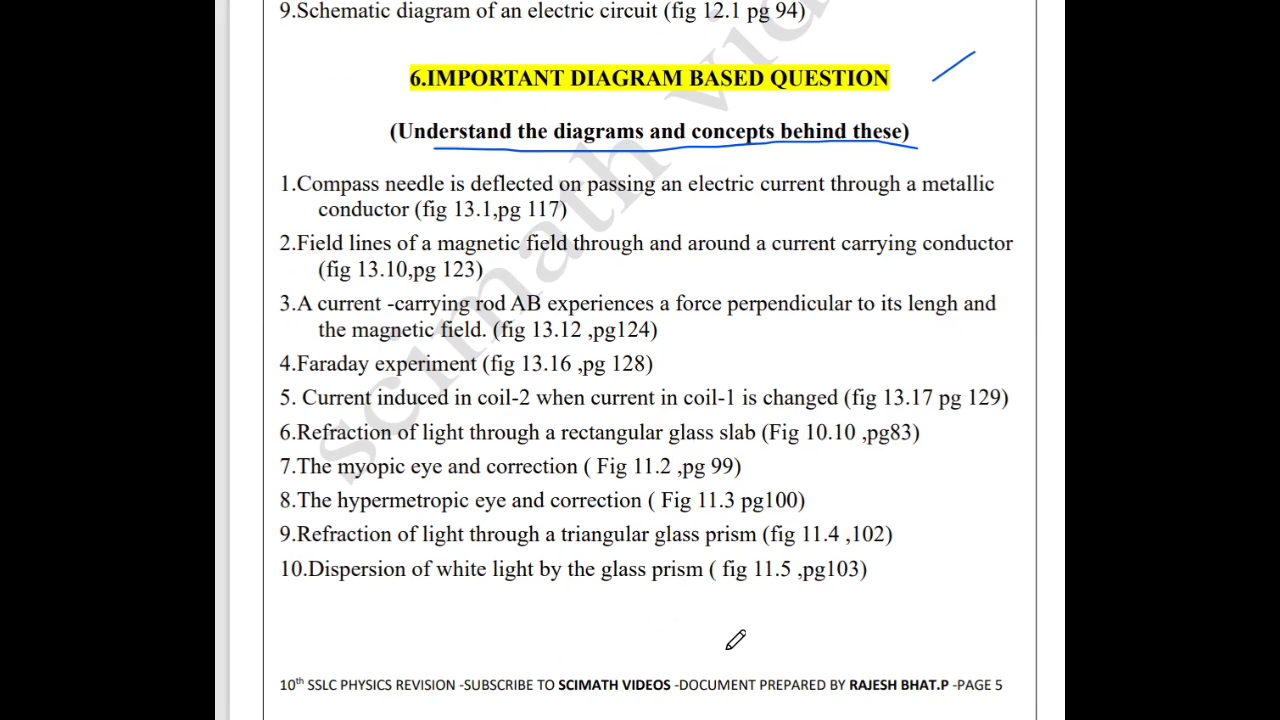 9.Schematic diagram of an electric circuit (fig 12.1 pg 94)
6.IMPORTANT DIAGRAM BASED QUESTION
(Understand the diagrams and concepts behind these)
1.Compass needle is deflected on passing an electric current through a metallic
conductor (fig 13.1,pg 117)
2.Field lines of a magnetic field through and around a current carrying conductor
(fig 13.10,pg 123)
3.A current -carrying rod AB experiences a force perpendicular to its lengh and
the magnetic field. (fig 13.12 ,pg124)
4.Faraday experiment (fig 13.16 ,pg 128)
5. Current induced in coil-2 when current in coil-1 is changed (fig 13.17 pg 129)
6.Refraction of light through a rectangular glass slab (Fig 10.10 ,pg83)
7.The myopic eye and correction ( Fig 11.2 ,pg 99)
8.The hypermetropic eye and correction ( Fig 11.3 pg100)
9.Refraction of light through a triangular glass prism (fig 11.4 ,102)
10.Dispersion of white light by the glass prism ( fig 11.5 ,pg103)
scimath vid
10th SSLC PHYSICS REVISION -SUBSCRIBE TO SCIMATH VIDEOS -DOCUMENT PREPARED BY RAJESH BHAT.P -PAGE 5